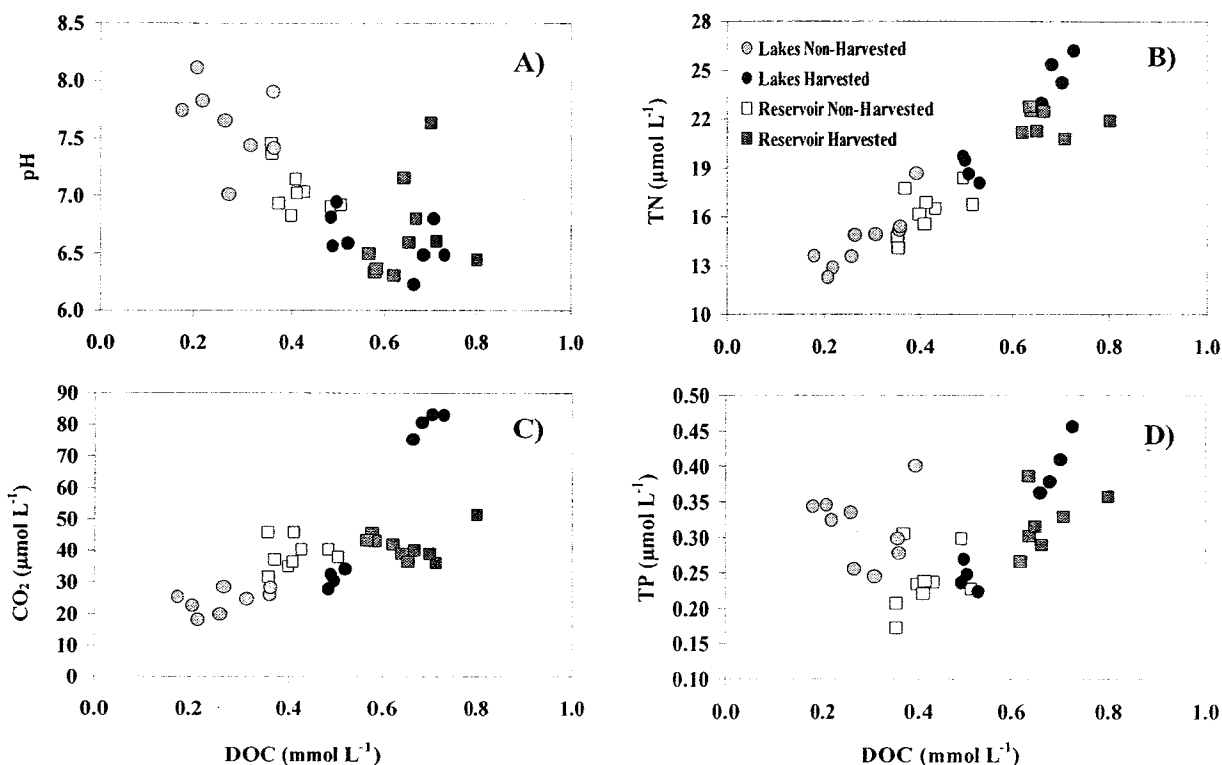 8.5
8.0
7.5
7.0
6.5
6.0
pH
A)
0.0 0.2 0.4 0.6 0.8 1.0
28
25
22
19
16
13
10
TN (µmol L⁻¹)
Lakes Non-Harvested
Lakes Harvested
Reservoir Non-Harvested
Reservoir Harvested
B)
0.0 0.2 0.4 0.6 0.8 1.0
90
80
70
60
50
40
30
20
10
0
CO₂ (µmol L⁻¹)
C)
0.0 0.2 0.4 0.6 0.8 1.0
DOC (mmol L⁻¹)
0.50
0.45
0.40
0.35
0.30
0.25
0.20
0.15
0.10
TP (µmol L⁻¹)
D)
0.0 0.2 0.4 0.6 0.8 1.0
DOC (mmol L⁻¹)